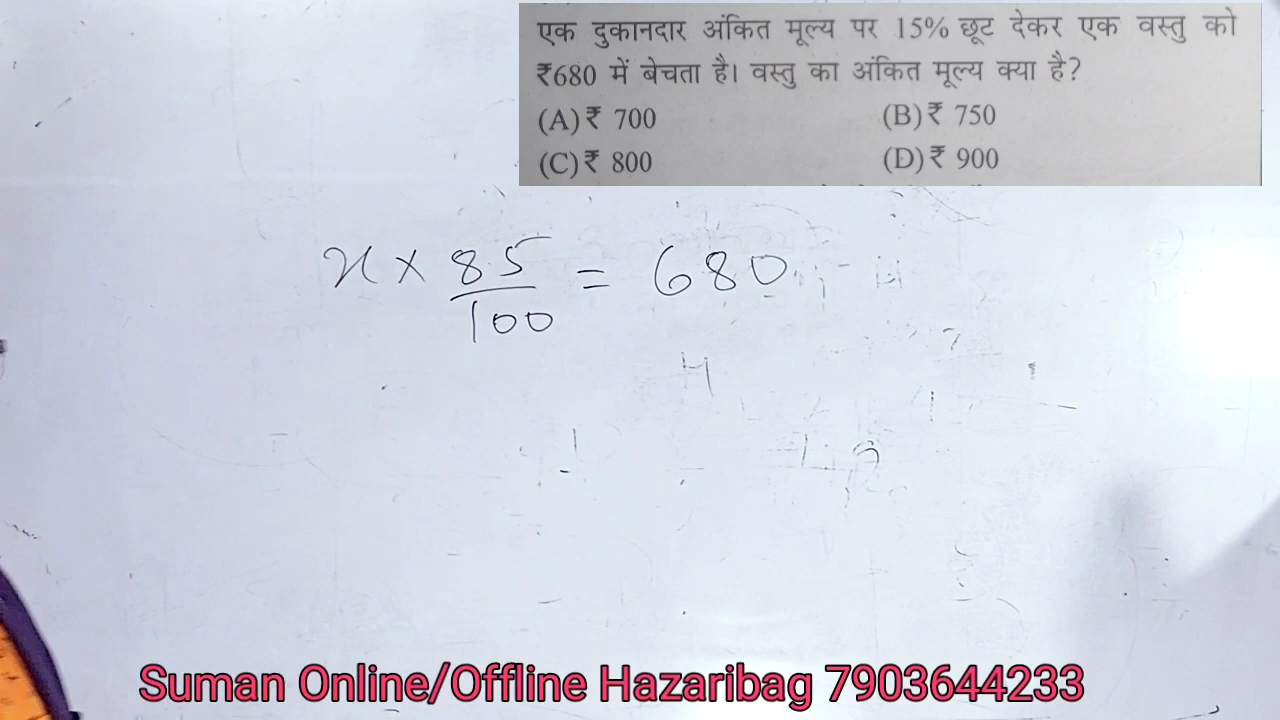 एक दुकानदार अंकित मूल्य पर 15% छूट देकर एक वस्तु को
₹680 में बेचता है। वस्तु का अंकित मूल्य क्या है?
(A) ₹ 700 (B) ₹ 750
(C) ₹ 800 (D) ₹ 900
x × 85/100 = 680
Suman Online/Offline Hazaribag 7903644233